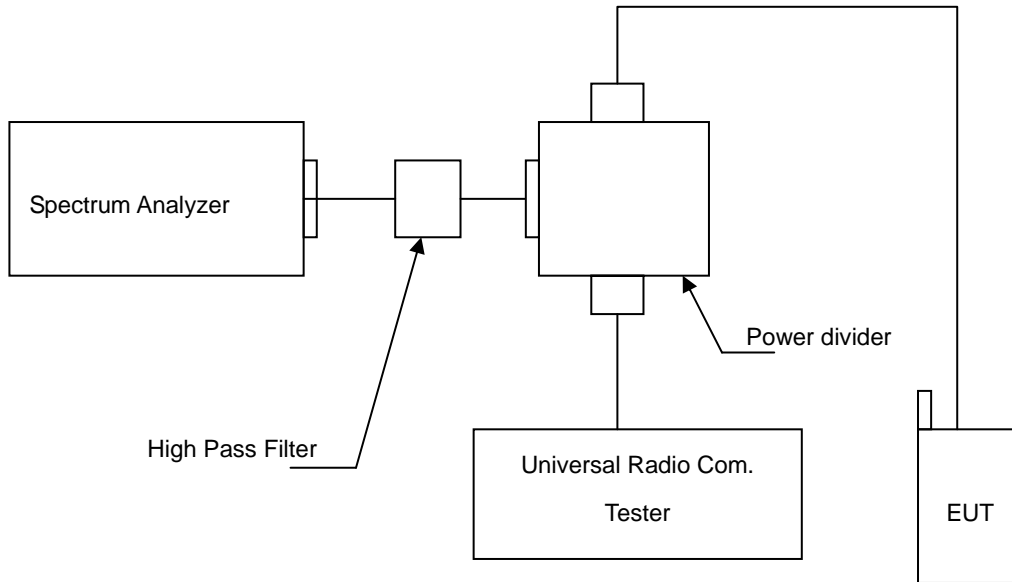 Spectrum Analyzer
Power divider
High Pass Filter
Universal Radio Com.
Tester
EUT